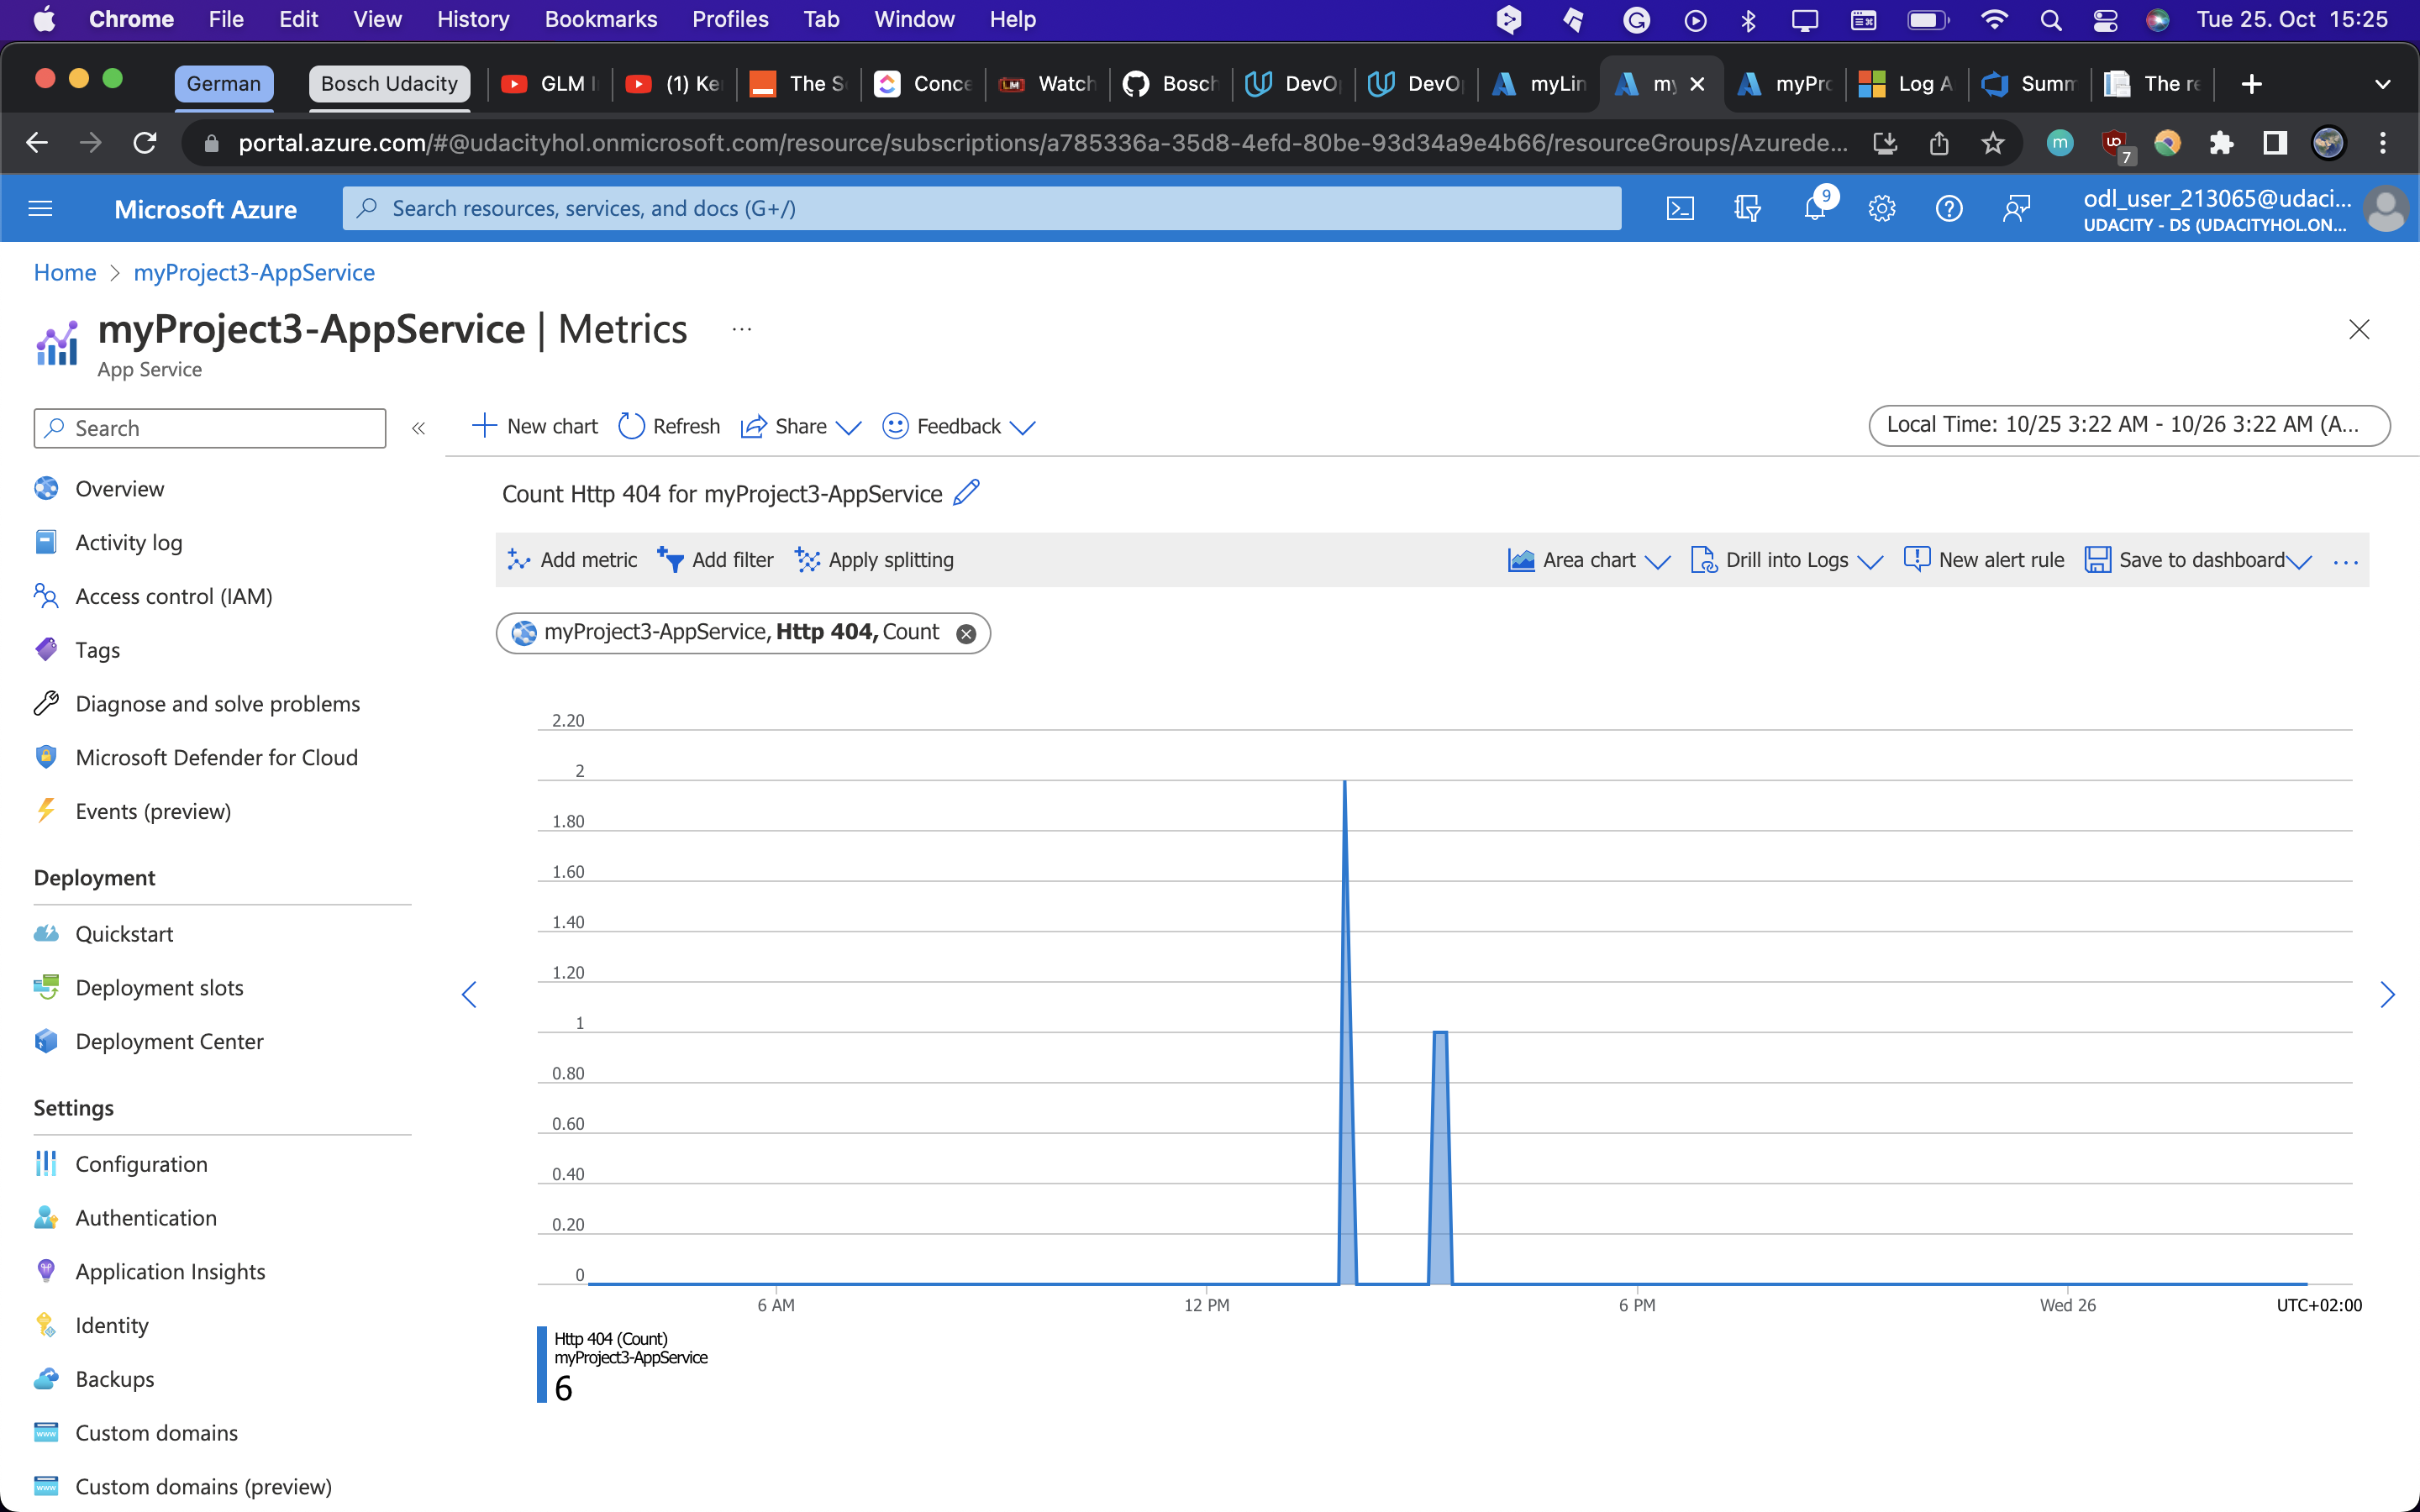 Chrome File Edit View History Bookmarks Profiles Tab Window Help Tue 25. Oct 15:25
German Bosch Udacity GLM (1) Ke The Conce Watch Bosch DevO DevO myLin my myPro Log A Summ The re
portal.azure.com/#@udacityhol.onmicrosoft.com/resource/subscriptions/a785336a-35d8-4efd-80be-93d34a9e4b66/resourceGroups/Azurede... m 7
Microsoft Azure Search resources, services, and docs (G+/) 9 odl_user_213065@udaci...
UDACITY - DS (UDACITYHOL.ON...
Home > myProject3-AppService
myProject3-AppService | Metrics ...
App Service
Search «
New chart Refresh Share Feedback Local Time: 10/25 3:22 AM - 10/26 3:22 AM (A...
Overview
Activity log
Access control (IAM)
Tags
Diagnose and solve problems
Microsoft Defender for Cloud
Events (preview)
Deployment
Quickstart
Deployment slots
Deployment Center
Settings
Configuration
Authentication
Application Insights
Identity
Backups
Custom domains
Custom domains (preview)
Count Http 404 for myProject3-AppService
Add metric Add filter Apply splitting Area chart Drill into Logs New alert rule Save to dashboard ...
myProject3-AppService, Http 404, Count
2.20
2
1.80
1.60
1.40
1.20
1
0.80
0.60
0.40
0.20
0
6 AM 12 PM 6 PM Wed 26 UTC+02:00
Http 404 (Count)
myProject3-AppService
6